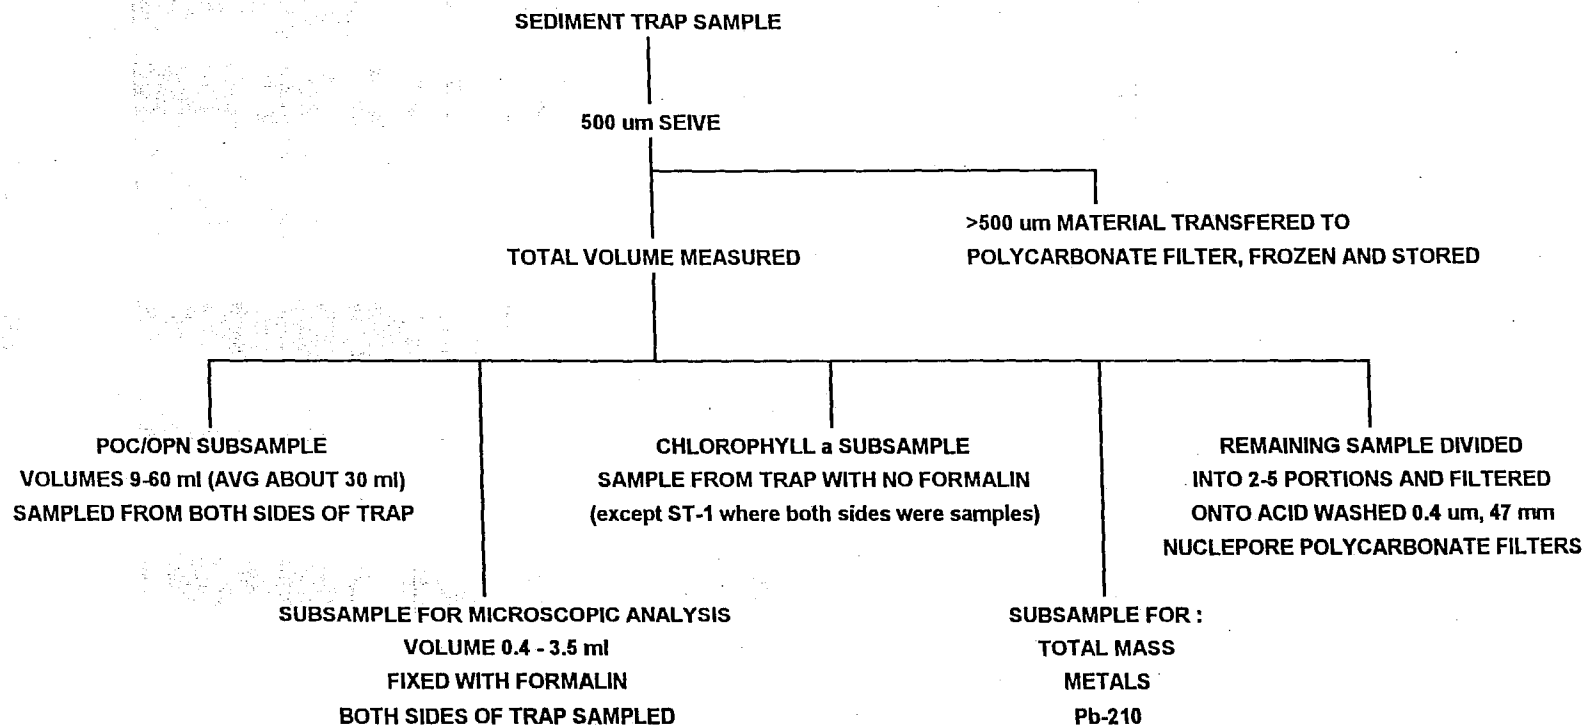 SEDIMENT TRAP SAMPLE
500 um SEIVE
>500 um MATERIAL TRANSFERED TO
POLYCARBONATE FILTER, FROZEN AND STORED
TOTAL VOLUME MEASURED
POC/OPN SUBSAMPLE
VOLUMES 9-60 ml (AVG ABOUT 30 ml)
SAMPLED FROM BOTH SIDES OF TRAP
CHLOROPHYLL a SUBSAMPLE
SAMPLE FROM TRAP WITH NO FORMALIN
(except ST-1 where both sides were samples)
REMAINING SAMPLE DIVIDED
INTO 2-5 PORTIONS AND FILTERED
ONTO ACID WASHED 0.4 um, 47 mm
NUCLEPORE POLYCARBONATE FILTERS
SUBSAMPLE FOR MICROSCOPIC ANALYSIS
VOLUME 0.4 - 3.5 ml
FIXED WITH FORMALIN
BOTH SIDES OF TRAP SAMPLED
SUBSAMPLE FOR :
TOTAL MASS
METALS
Pb-210